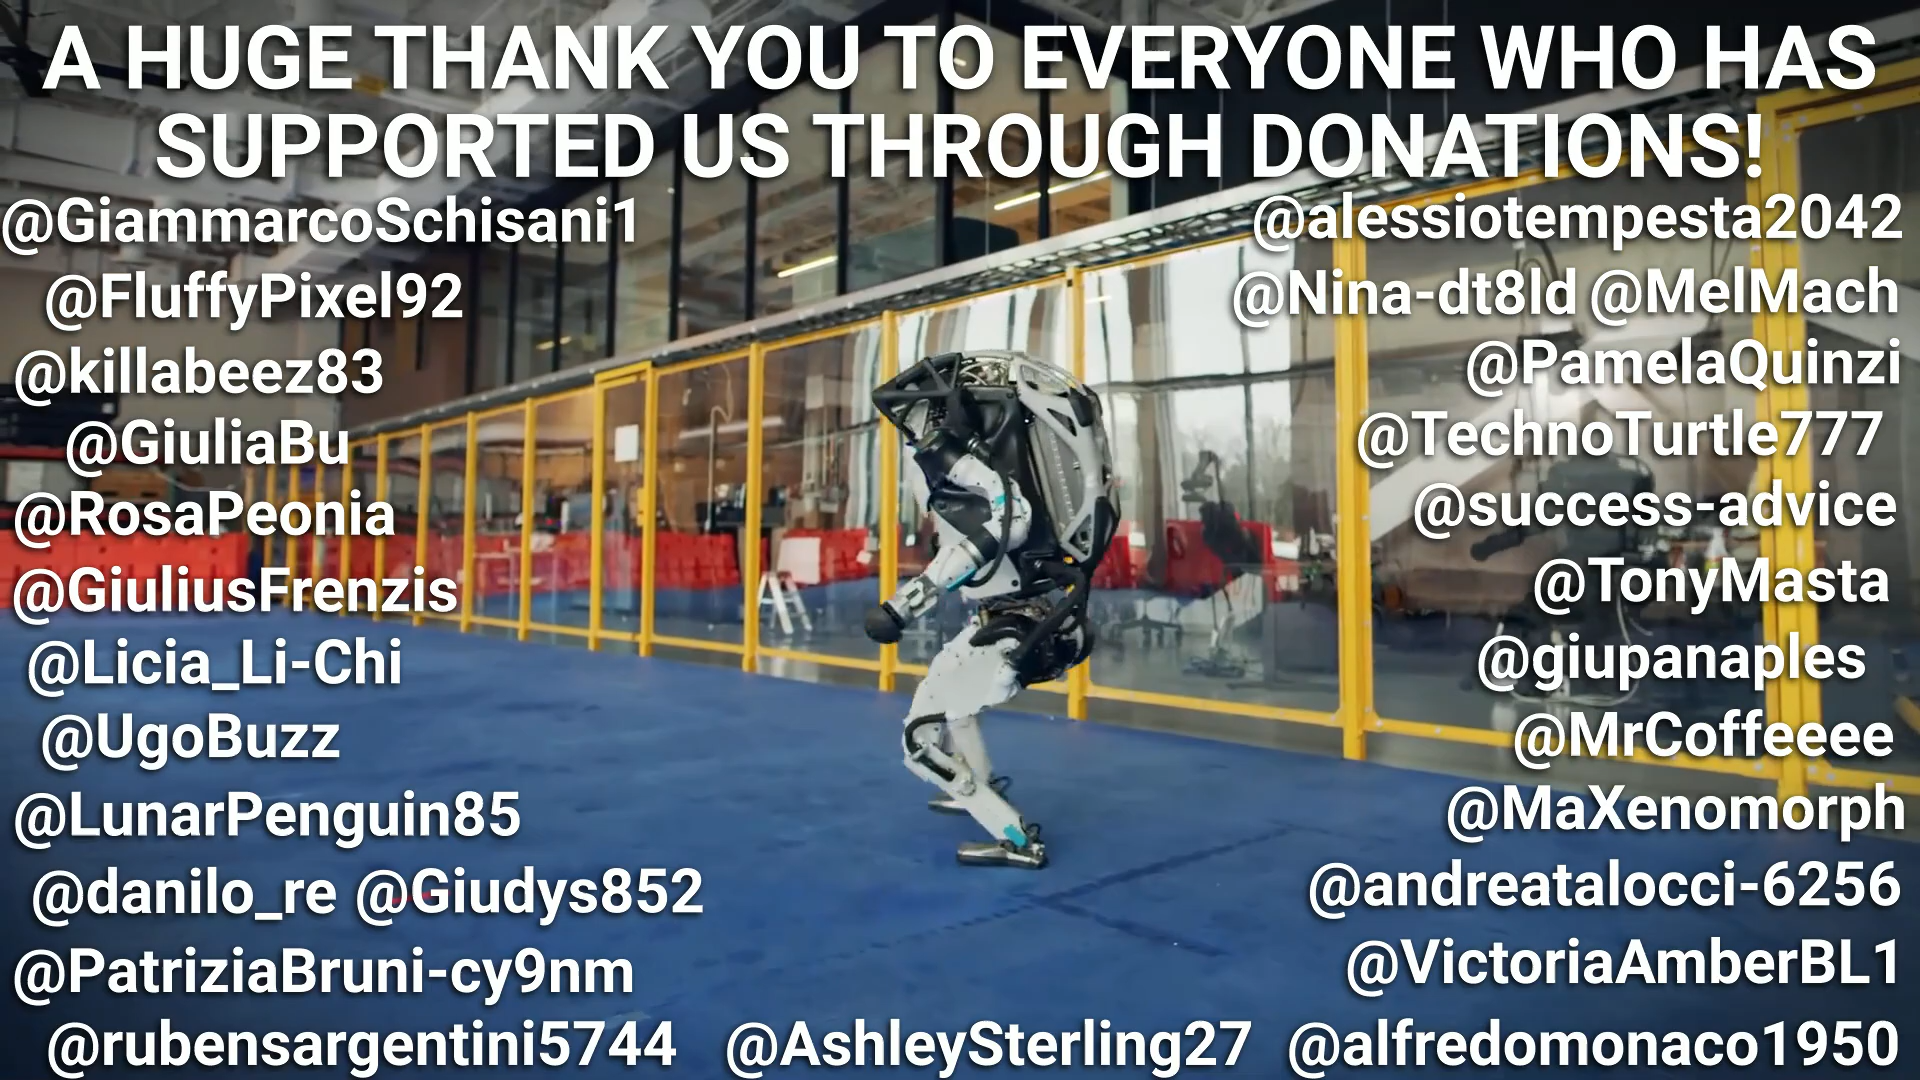 A HUGE THANK YOU TO EVERYONE WHO HAS
SUPPORTED US THROUGH DONATIONS!
@GiammarcoSchisani1
@FluffyPixel92
@killabeez83
@GiuliaBu
@RosaPeonia
@GiuliusFrenzis
@Licia_Li-Chi
@UgoBuzz
@LunarPenguin85
@danilo_re @Giudys852
@PatriziaBruni-cy9nm
@rubensargentini5744
@alessiotempesta2042
@Nina-dt8ld @MelMach
@PamelaQuinzi
@TechnoTurtle777
@success-advice
@TonyMasta
@giupanaples
@MrCoffeeee
@MaXenomorph
@andreatalocci-6256
@VictoriaAmberBL1
@AshleySterling27 @alfredomonaco1950